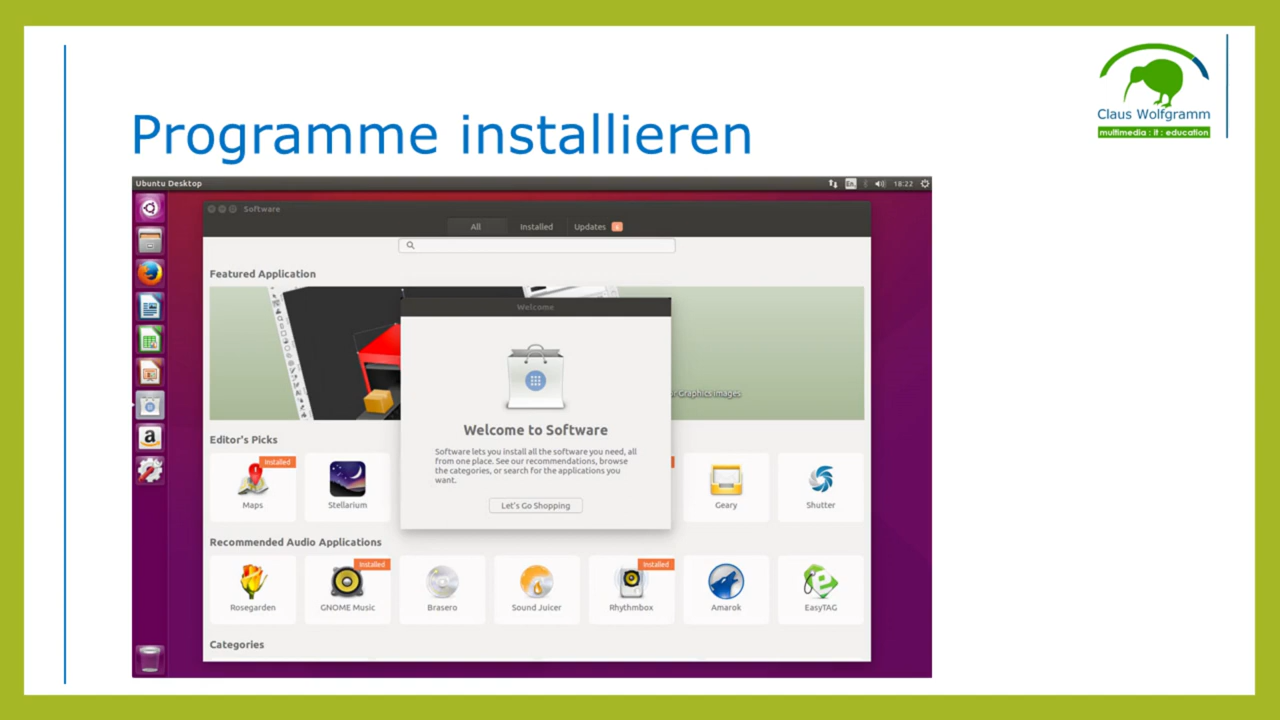 Claus Wolfgramm
multimedia : it : education
Programme installieren
Ubuntu Desktop
En
18:22
Software
All
Installed
Updates
Featured Application
Welcome
r Graphics Images
Welcome to Software
Software lets you install all the software you need, all
from one place. See our recommendations, browse
the categories, or search for the applications you
want.
Let's Go Shopping
Editor's Picks
Installed
Maps
Stellarium
Geary
Shutter
Recommended Audio Applications
Installed
Installed
Rosegarden
GNOME Music
Brasero
Sound Juicer
Rhythmbox
Amarok
EasyTAG
Categories